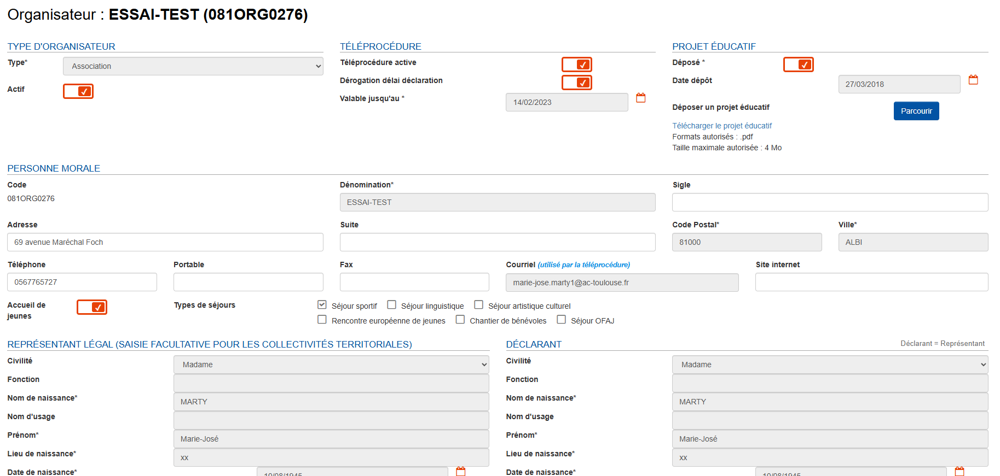 Organisateur : ESSAI-TEST (081ORG0276)
TYPE D'ORGANISATEUR
Type*
Association
Actif
TÉLÉPROCÉDURE
Téléprocédure active
Dérogation délai déclaration
Valable jusqu'au *
14/02/2023
PROJET ÉDUCATIF
Déposé *
Date dépôt
27/03/2018
Déposer un projet éducatif
Parcourir
Télécharger le projet éducatif
Formats autorisés : .pdf
Taille maximale autorisée : 4 Mo
PERSONNE MORALE
Code
081ORG0276
Dénomination*
ESSAI-TEST
Sigle
Adresse
69 avenue Maréchal Foch
Suite
Code Postal*
81000
Ville*
ALBI
Téléphone
0567765727
Portable
Fax
Courriel (utilisé par la téléprocédure)
marie-jose.marty1@ac-toulouse.fr
Site internet
Accueil de
jeunes
Types de séjours
Séjour sportif Séjour linguistique Séjour artistique culturel
Rencontre européenne de jeunes Chantier de bénévoles Séjour OFAJ
REPRÉSENTANT LÉGAL (SAISIE FACULTATIVE POUR LES COLLECTIVITÉS TERRITORIALES)
Civilité
Madame
Fonction
Nom de naissance*
MARTY
Nom d'usage
Prénom*
Marie-José
Lieu de naissance*
xx
Date de naissance*
10/08/1945
DÉCLARANT
Déclarant = Représentant
Civilité
Madame
Fonction
Nom de naissance*
MARTY
Nom d'usage
Prénom*
Marie-José
Lieu de naissance*
xx
Date de naissance*
10/08/1945